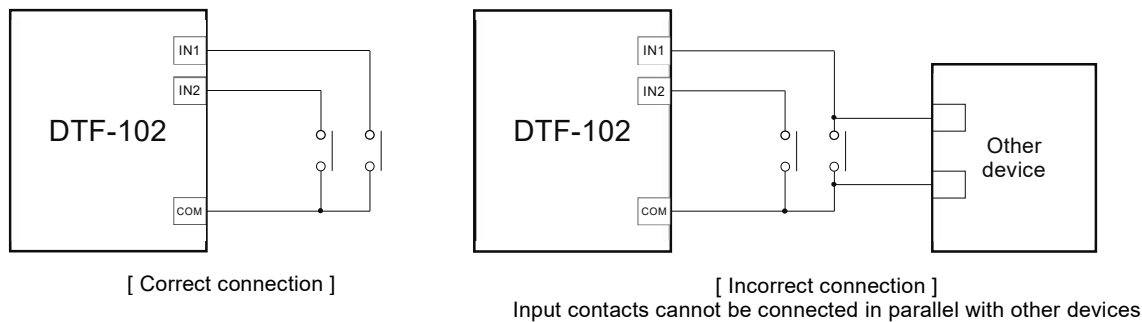 IN1
IN2
DTF-102
COM
[ Correct connection ]
IN1
IN2
DTF-102
COM
Other
device
[ Incorrect connection ]
Input contacts cannot be connected in parallel with other devices